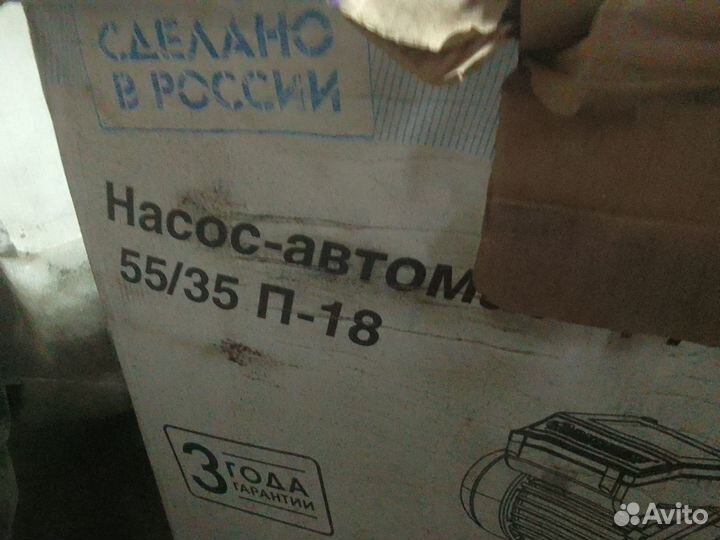 СДЕЛАНО
В РОССИИ
Насос-автом
55/35 П-18
3 ГОДА
ГАРАНТИИ
Avito